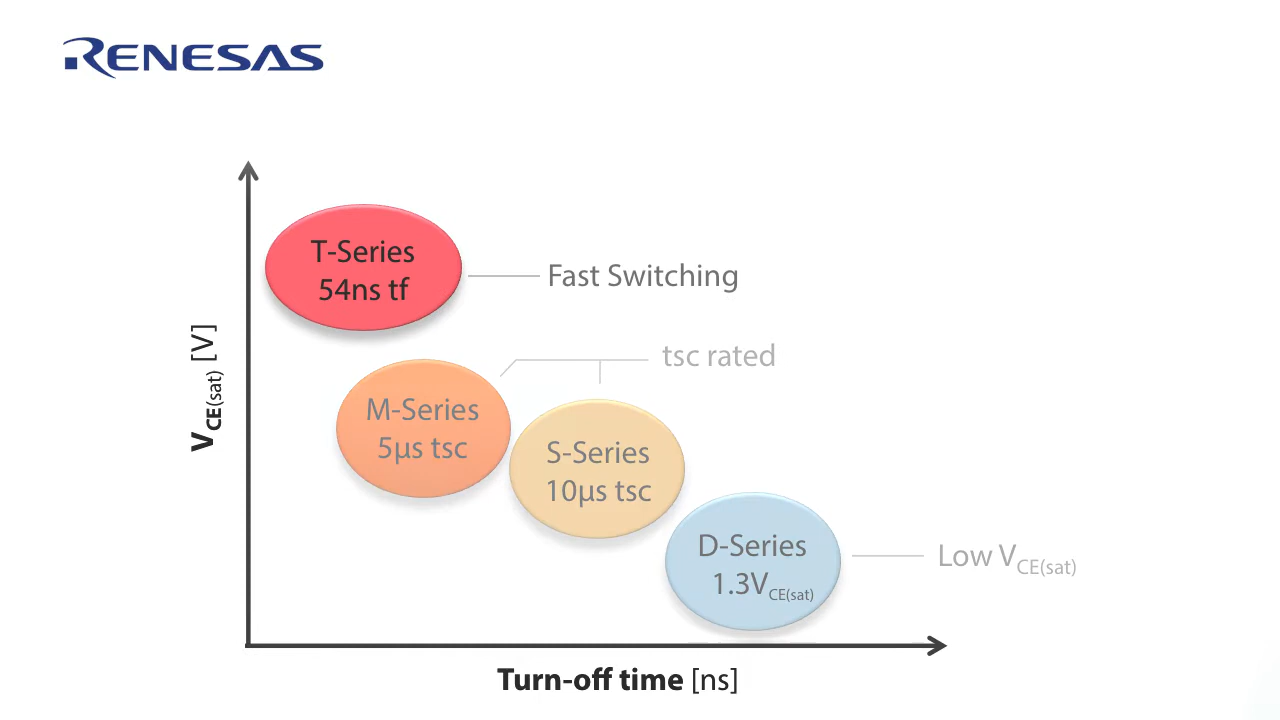 RENESAS
T-Series
54ns tf
Fast Switching
tsc rated
M-Series
5µs tsc
S-Series
10µs tsc
D-Series
1.3VCE(sat)
Low VCE(sat)
VCE(sat) [V]
Turn-off time [ns]